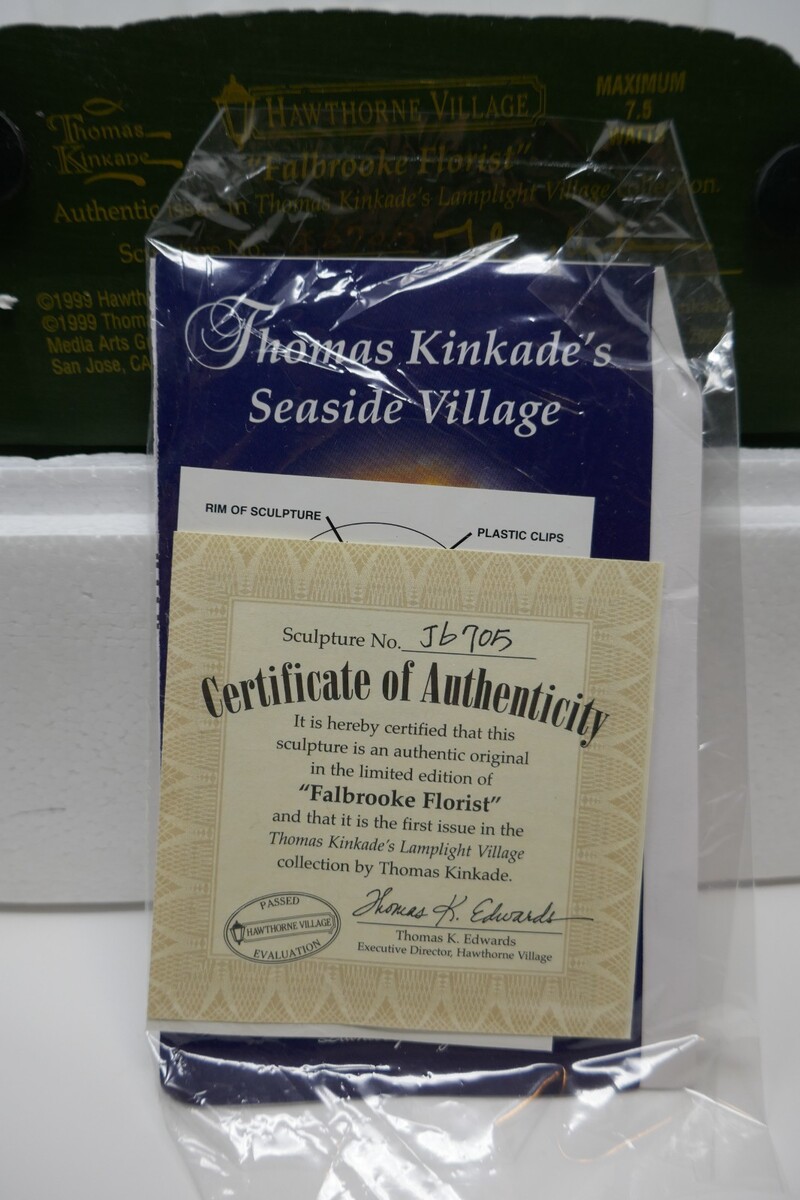 Thomas
Kinkade
HAWTHORNE VILLAGE
MAXIMUM
7.5
WATTS
"Falbrooke Florist"
Authentic issue in Thomas Kinkade's Lamplight Village collection.
©1999 Hawth
©1999 Thom
Media Arts G
San Jose, CA
Thomas Kinkade's
Seaside Village
RIM OF SCULPTURE
PLASTIC CLIPS
Sculpture No. J6705
Certificate of Authenticity
It is hereby certified that this
sculpture is an authentic original
in the limited edition of
"Falbrooke Florist"
and that it is the first issue in the
Thomas Kinkade's Lamplight Village
collection by Thomas Kinkade.
PASSED
HAWTHORNE VILLAGE
EVALUATION
Thomas K. Edwards
Thomas K. Edwards
Executive Director, Hawthorne Village